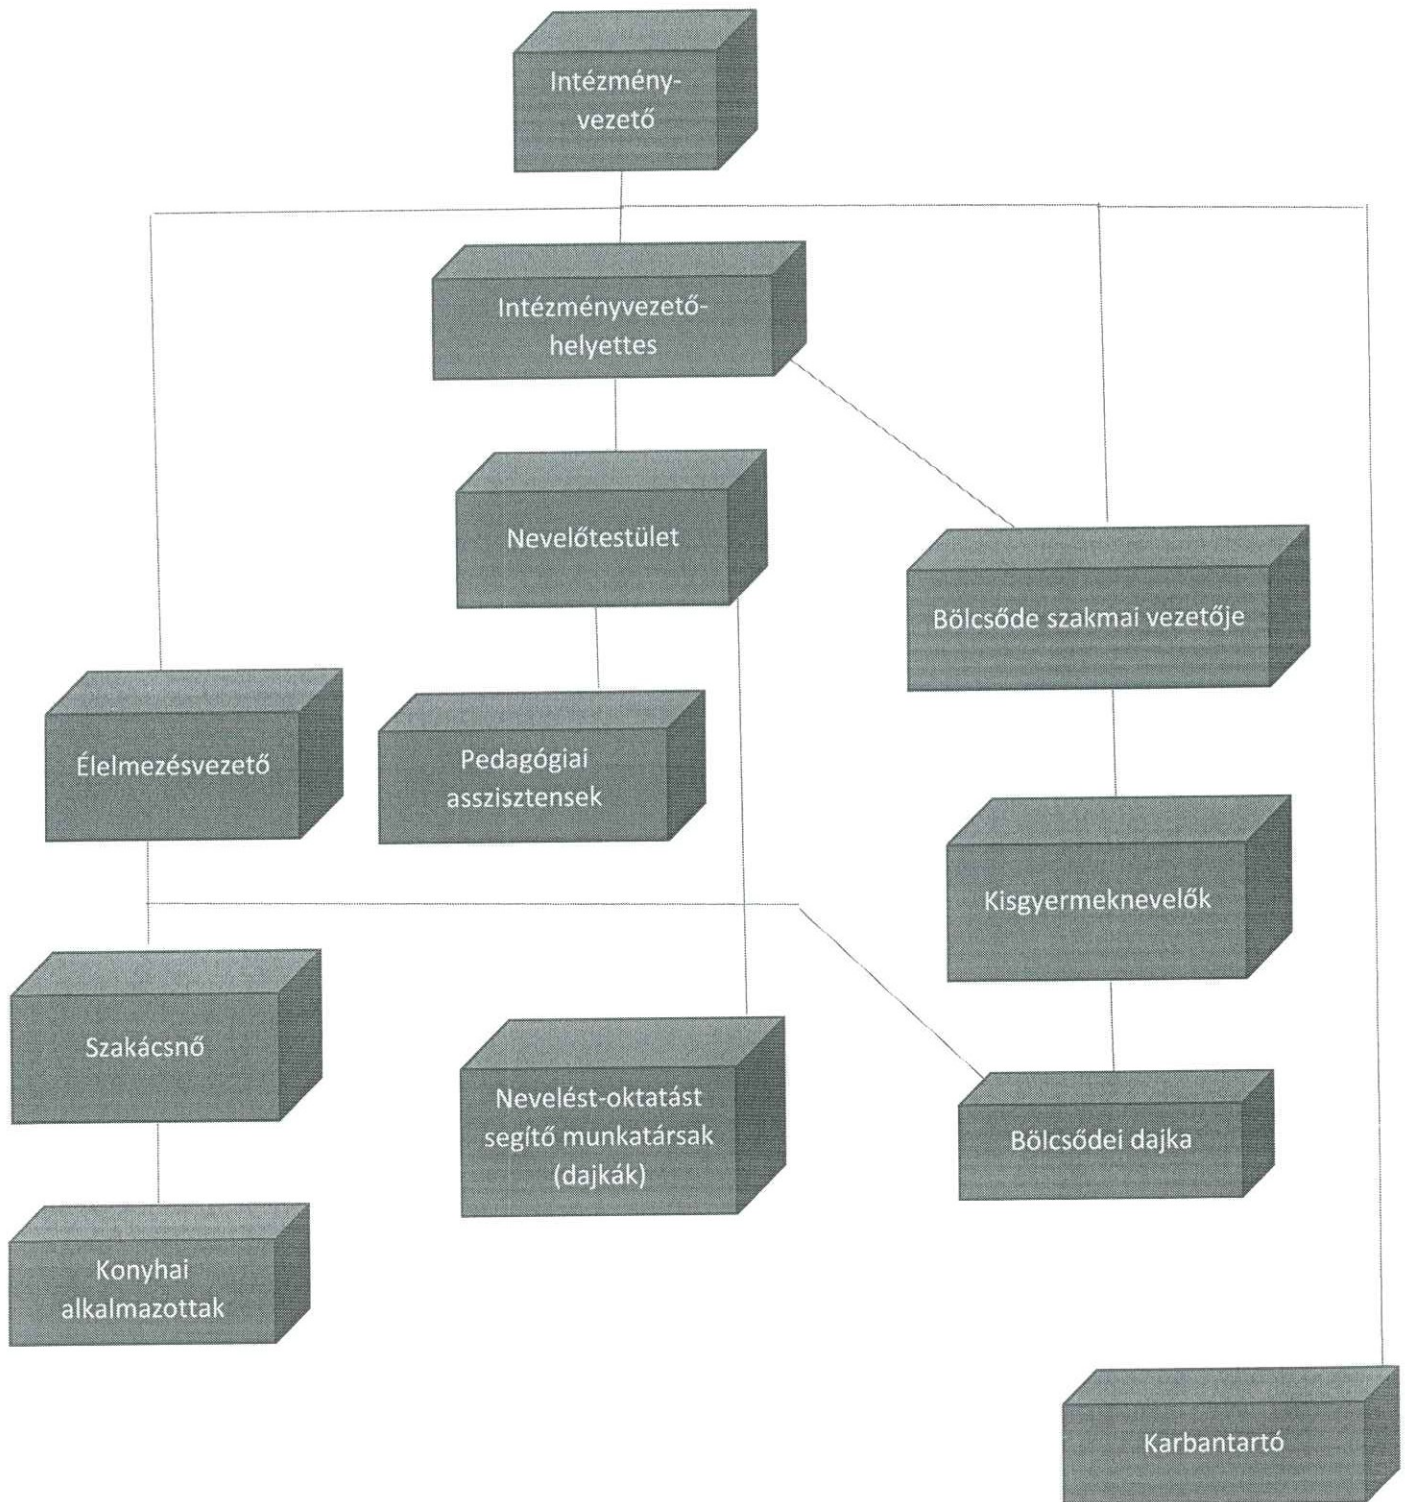 Intézmény-
vezető
Intézményvezető-
helyettes
Nevelőtestület
Bölcsőde szakmai vezetője
Élelmezésvezető
Pedagógiai
asszisztensek
Kisgyermeknevelők
Szakácsnő
Nevelést-oktatást
segítő munkatársak
(dajkák)
Bölcsődei dajka
Konyhai
alkalmazottak
Karbantartó